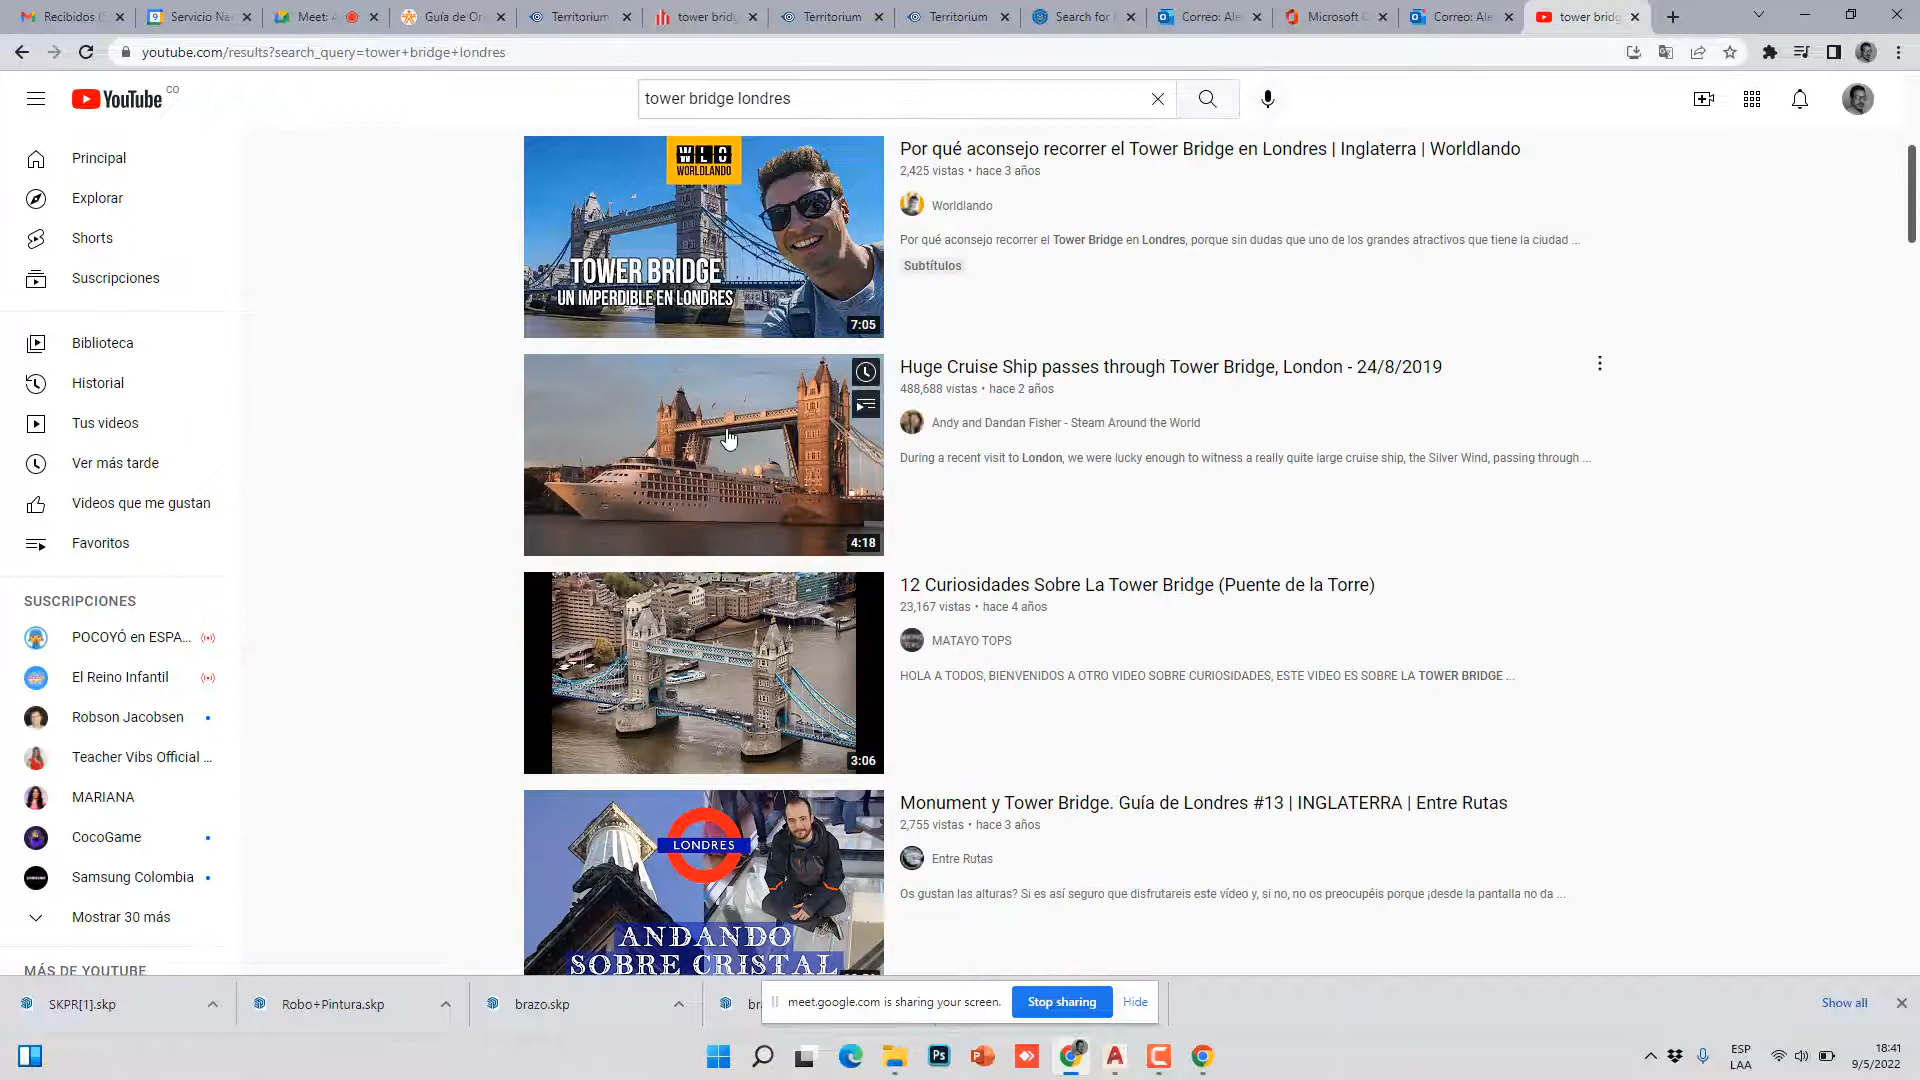 Recibidos (
Servicio Na
Meet: A
Guía de Or
Territorium
tower bridg
Territorium
Territorium
Search for
Correo: Ale
Microsoft O
Correo: Ale
tower bridg
youtube.com/results?search_query=tower+bridge+londres
YouTube CO
tower bridge londres
Principal
Explorar
Shorts
Suscripciones
Biblioteca
Historial
Tus videos
Ver más tarde
Videos que me gustan
Favoritos
SUSCRIPCIONES
POCOYÓ en ESPA...
El Reino Infantil
Robson Jacobsen
Teacher Vibs Official ...
MARIANA
CocoGame
Samsung Colombia
Mostrar 30 más
MÁS DE YOUTUBE
WLO
WORLDLANDO
TOWER BRIDGE
UN IMPERDIBLE EN LONDRES
7:05
Por qué aconsejo recorrer el Tower Bridge en Londres | Inglaterra | Worldlando
2,425 vistas • hace 3 años
Worldlando
Por qué aconsejo recorrer el Tower Bridge en Londres, porque sin dudas que uno de los grandes atractivos que tiene la ciudad ...
Subtítulos
4:18
Huge Cruise Ship passes through Tower Bridge, London - 24/8/2019
488,688 vistas • hace 2 años
Andy and Dandan Fisher - Steam Around the World
During a recent visit to London, we were lucky enough to witness a really quite large cruise ship, the Silver Wind, passing through ...
3:06
12 Curiosidades Sobre La Tower Bridge (Puente de la Torre)
23,167 vistas • hace 4 años
MATAYO TOPS
HOLA A TODOS, BIENVENIDOS A OTRO VIDEO SOBRE CURIOSIDADES, ESTE VIDEO ES SOBRE LA TOWER BRIDGE ...
LONDRES
ANDANDO
SOBRE CRISTAL
Monument y Tower Bridge. Guía de Londres #13 | INGLATERRA | Entre Rutas
2,755 vistas • hace 3 años
Entre Rutas
Os gustan las alturas? Si es así seguro que disfrutareis este vídeo y, si no, no os preocupéis porque ¡desde la pantalla no da ...
SKPR[1].skp
Robo+Pintura.skp
brazo.skp
br
meet.google.com is sharing your screen.
Stop sharing
Hide
Show all
Ps
ESP
LAA
18:41
9/5/2022